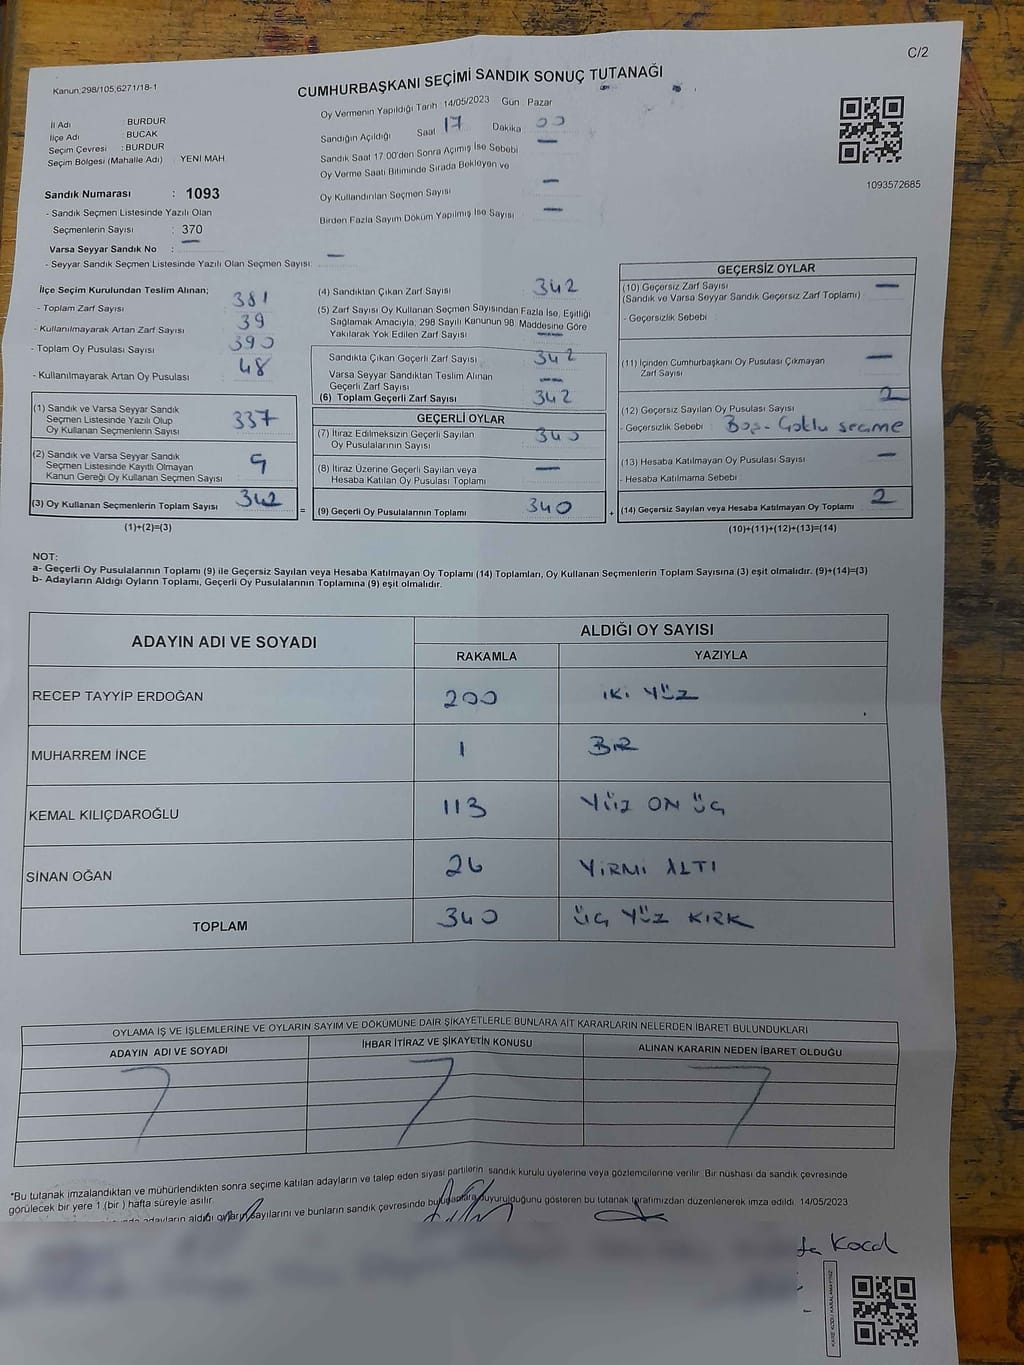 C/2
Kanun:298/105,6271/18-1
CUMHURBAŞKANI SEÇİMİ SANDIK SONUÇ TUTANAĞI
İl Adı : BURDUR
İlçe Adı : BUCAK
Seçim Çevresi : BURDUR
Seçim Bölgesi (Mahalle Adı) : YENİ MAH.
Sandık Numarası : 1093
- Sandık Seçmen Listesinde Yazılı Olan
Seçmenlerin Sayısı : 370
Varsa Seyyar Sandık No : —
- Seyyar Sandık Seçmen Listesinde Yazılı Olan Seçmen Sayısı: —
Oy Vermenin Yapıldığı Tarih 14/05/2023 Gün Pazar
Sandığın Açıldığı Saat 17 Dakika 00
Sandık Saat 17.00'den Sonra Açımış İse Sebebi —
Oy Verme Saati Bitiminde Sırada Bekleyen ve
Oy Kullandırılan Seçmen Sayısı —
Birden Fazla Sayım Döküm Yapılmış İse Sayısı —
1093572685
İlçe Seçim Kurulundan Teslim Alınan;
- Toplam Zarf Sayısı 381
- Kullanılmayarak Artan Zarf Sayısı 39
- Toplam Oy Pusulası Sayısı 390
- Kullanılmayarak Artan Oy Pusulası 48
(1) Sandık ve Varsa Seyyar Sandık
Seçmen Listesinde Yazılı Olup
Oy Kullanan Seçmenlerin Sayısı 337
(2) Sandık ve Varsa Seyyar Sandık
Seçmen Listesinde Kayıtlı Olmayan
Kanun Gereği Oy Kullanan Seçmen Sayısı
(3) Oy Kullanan Seçmenlerin Toplam Sayısı 342
(1)+(2)=(3)
=
(4) Sandıktan Çıkan Zarf Sayısı 342
(5) Zarf Sayısı Oy Kullanan Seçmen Sayısından Fazla İse, Eşitliği
Sağlamak Amacıyla; 298 Sayılı Kanunun 98. Maddesine Göre
Yakılarak Yok Edilen Zarf Sayısı —
Sandıkta Çıkan Geçerli Zarf Sayısı 342
Varsa Seyyar Sandıktan Teslim Alınan
Geçerli Zarf Sayısı —
(6) Toplam Geçerli Zarf Sayısı 342
GEÇERLİ OYLAR
(7) İtiraz Edilmeksizin Geçerli Sayılan
Oy Pusulalarının Sayısı 340
(8) İtiraz Üzerine Geçerli Sayılan veya
Hesaba Katılan Oy Pusulası Toplamı —
(9) Geçerli Oy Pusulalarının Toplamı 340
+
GEÇERSİZ OYLAR
(10) Geçersiz Zarf Sayısı —
(Sandık ve Varsa Seyyar Sandık Geçersiz Zarf Toplamı)
- Geçersizlik Sebebi
(11) İçinden Cumhurbaşkanı Oy Pusulası Çıkmayan
Zarf Sayısı —
(12) Geçersiz Sayılan Oy Pusulası Sayısı 2
- Geçersizlik Sebebi : Boş - Çoklu seçme
(13) Hesaba Katılmayan Oy Pusulası Sayısı —
- Hesaba Katılmama Sebebi
(14) Geçersiz Sayılan veya Hesaba Katılmayan Oy Toplamı 2
(10)+(11)+(12)+(13)=(14)
NOT:
a- Geçerli Oy Pusulalarının Toplamı (9) ile Geçersiz Sayılan veya Hesaba Katılmayan Oy Toplamı (14) Toplamları, Oy Kullanan Seçmenlerin Toplam Sayısına (3) eşit olmalıdır. (9)+(14)=(3)
b- Adayların Aldığı Oyların Toplamı, Geçerli Oy Pusulalarının Toplamına (9) eşit olmalıdır.
ADAYIN ADI VE SOYADI ALDIĞI OY SAYISI
RAKAMLA YAZIYLA
RECEP TAYYİP ERDOĞAN 200 iKi YÜZ
MUHARREM İNCE 1 BİR
KEMAL KILIÇDAROĞLU 113 YÜZ ON ÜÇ
SİNAN OĞAN 26 YİRMİ ALTI
TOPLAM 340 ÜÇ YÜZ KIRK
OYLAMA İŞ VE İŞLEMLERİNE VE OYLARIN SAYIM VE DÖKÜMÜNE DAİR ŞİKAYETLERLE BUNLARA AİT KARARLARIN NELERDEN İBARET BULUNDUKLARI
ADAYIN ADI VE SOYADI İHBAR İTİRAZ VE ŞİKAYETİN KONUSU ALINAN KARARIN NEDEN İBARET OLDUĞU
*Bu tutanak imzalandıktan ve mühürlendikten sonra seçime katılan adayların ve talep eden siyasi partilerin sandık kurulu üyelerine veya gözlemcilerine verilir. Bir nüshası da sandık çevresinde
görülecek bir yere 1 (bir) hafta süreyle asılır.
adayların aldığı oyların sayılarını ve bunların sandık çevresinde duyurulduğunu gösteren bu tutanak tarafımızdan düzenlenerek imza edildi. 14/05/2023